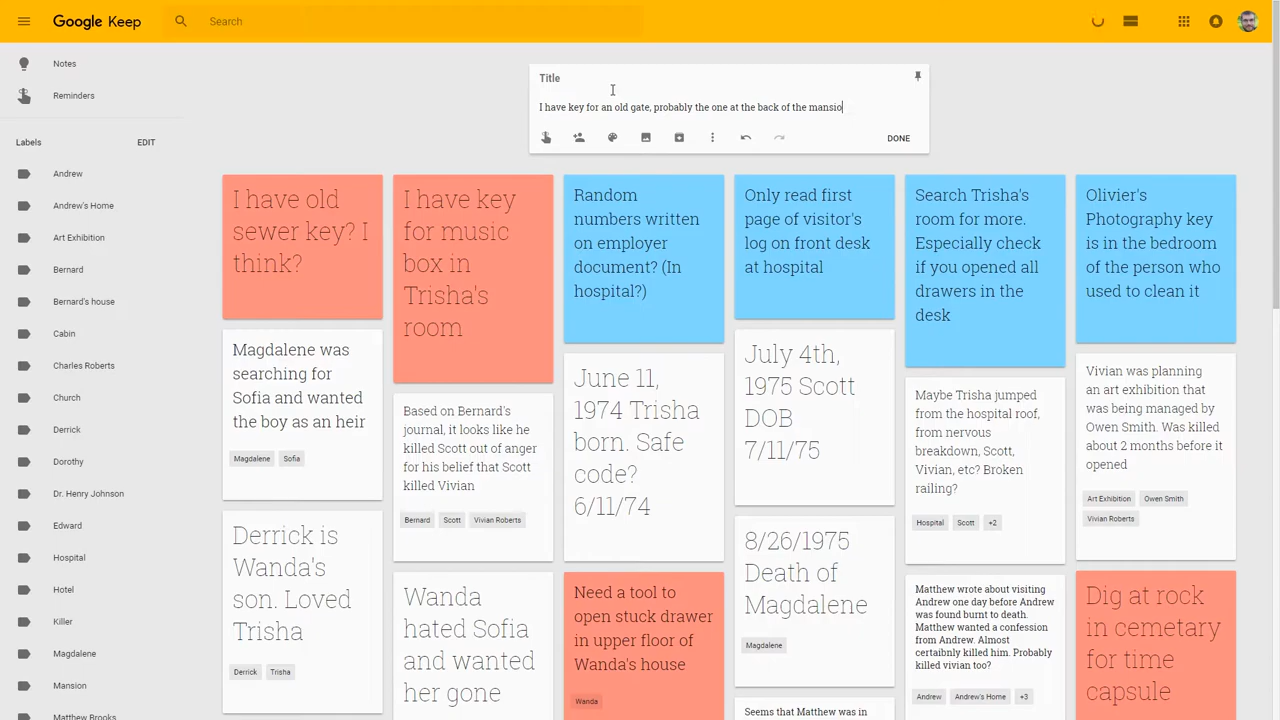 Google Keep
Search
Notes
Reminders
Labels
EDIT
Andrew
Andrew's Home
Art Exhibition
Bernard
Bernard's house
Cabin
Charles Roberts
Church
Derrick
Dorothy
Dr. Henry Johnson
Edward
Hospital
Hotel
Killer
Magdalene
Mansion
Matthew Brooks
Title
I have key for an old gate, probably the one at the back of the mansio
DONE
I have old
sewer key? I
think?
Magdalene was
searching for
Sofia and wanted
the boy as an heir
Magdalene
Sofia
Derrick is
Wanda's
son. Loved
Trisha
Derrick
Trisha
I have key
for music
box in
Trisha's
room
Based on Bernard's
journal, it looks like he
killed Scott out of anger
for his belief that Scott
killed Vivian
Bernard
Scott
Vivian Roberts
Wanda
hated Sofia
and wanted
her gone
Random
numbers written
on employer
document? (In
hospital?)
June 11,
1974 Trisha
born. Safe
code?
6/11/74
Need a tool to
open stuck drawer
in upper floor of
Wanda's house
Wanda
Only read first
page of visitor's
log on front desk
at hospital
July 4th,
1975 Scott
DOB
7/11/75
8/26/1975
Death of
Magdalene
Magdalene
Seems that Matthew was in
Search Trisha's
room for more.
Especially check
if you opened all
drawers in the
desk
Maybe Trisha jumped
from the hospital roof,
from nervous
breakdown, Scott,
Vivian, etc? Broken
railing?
Hospital
Scott
+2
Matthew wrote about visiting
Andrew one day before Andrew
was found burnt to death.
Matthew wanted a confession
from Andrew. Almost
certaibnly killed him. Probably
killed vivian too?
Andrew
Andrew's Home
+3
Olivier's
Photography key
is in the bedroom
of the person who
used to clean it
Vivian was planning
an art exhibition that
was being managed by
Owen Smith. Was killed
about 2 months before it
opened
Art Exhibition
Owen Smith
Vivian Roberts
Dig at rock
in cemetary
for time
capsule